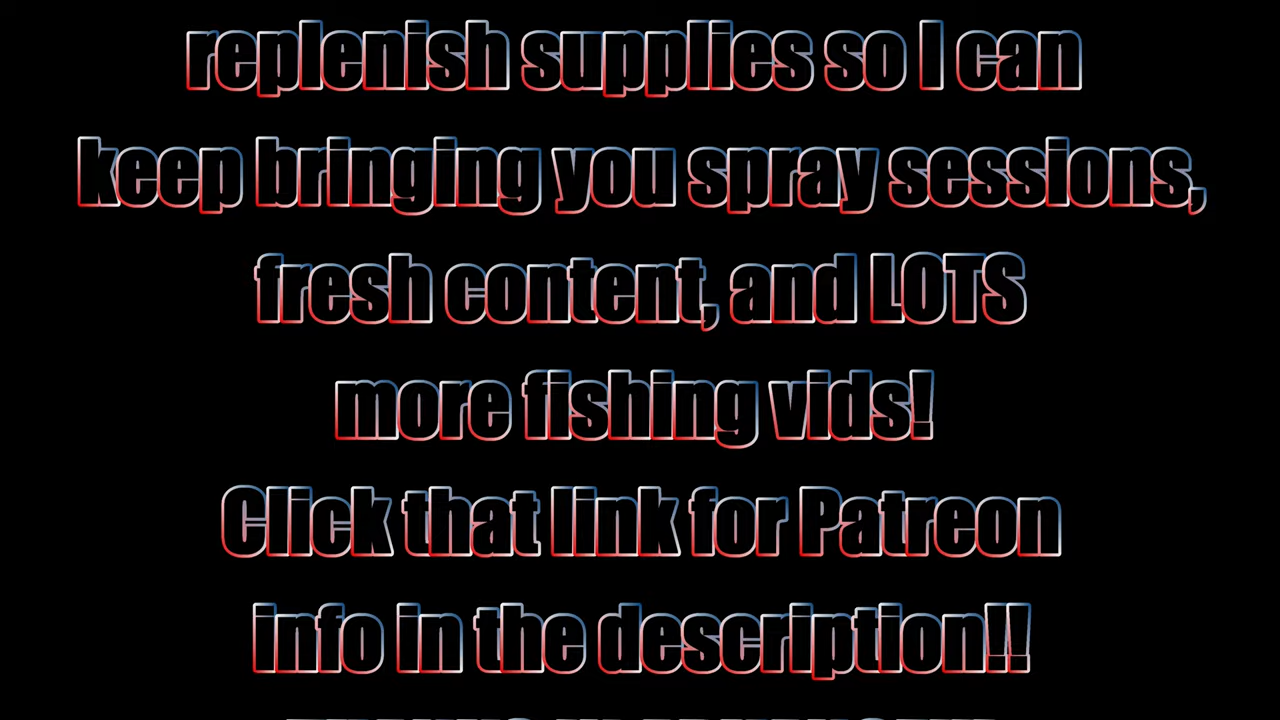 replenish supplies so I can
keep bringing you spray sessions,
fresh content, and LOTS
more fishing vids!
Click that link for Patreon
info in the description!!